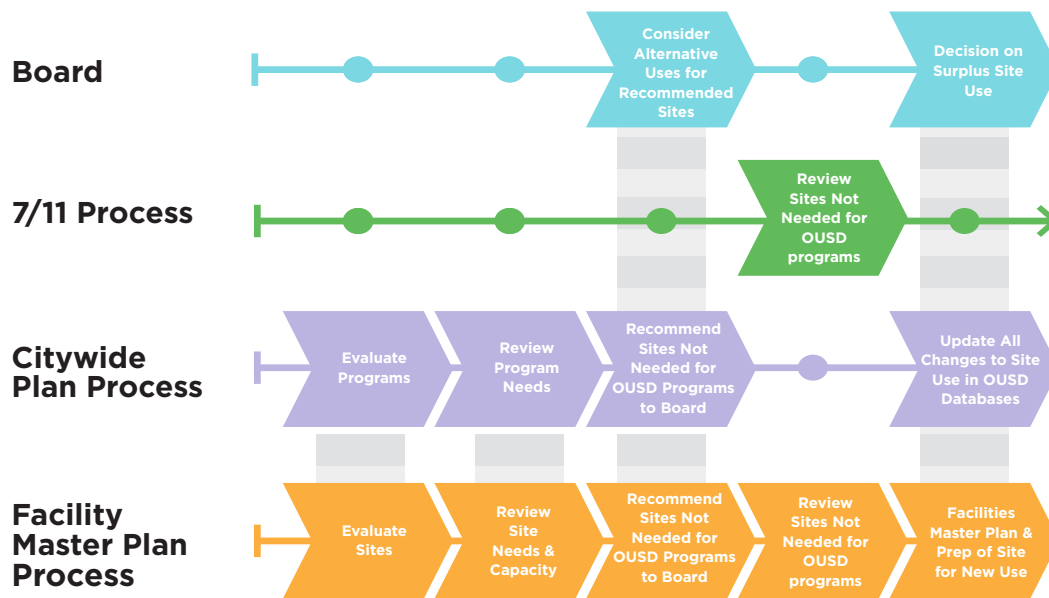 Board
Consider
Alternative
Uses for
Recommended
Sites
Decision on
Surplus Site
Use
7/11 Process
Review
Sites Not
Needed for
OUSD
programs
Citywide
Plan Process
Evaluate
Programs
Review
Program
Needs
Recommend
Sites Not
Needed for
OUSD Programs
to Board
Update All
Changes to Site
Use in OUSD
Databases
Facility
Master Plan
Process
Evaluate
Sites
Review
Site
Needs &
Capacity
Recommend
Sites Not
Needed for
OUSD Programs
to Board
Review
Sites Not
Needed for
OUSD
programs
Facilities
Master Plan &
Prep of Site
for New Use